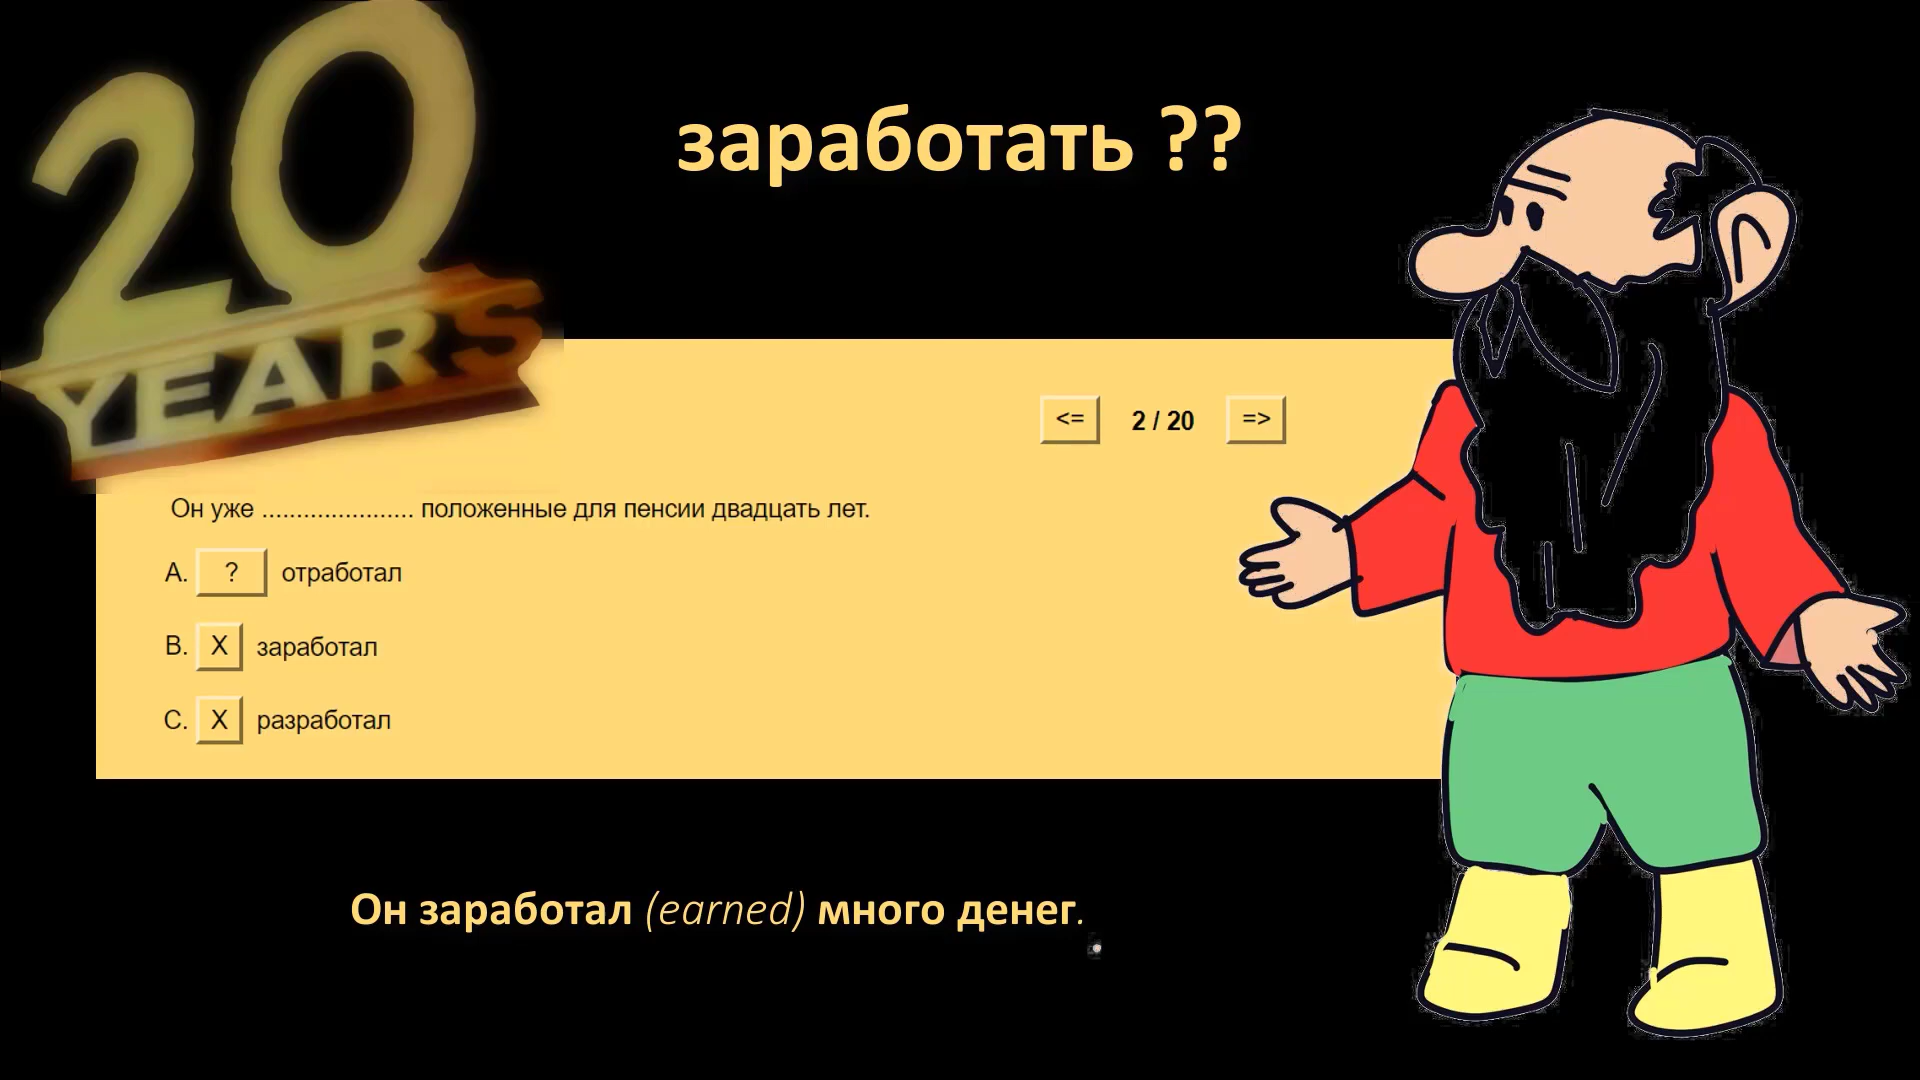 20
YEARS
заработать ??
<= 2 / 20 =>
Он уже ...................... положенные для пенсии двадцать лет.
A. ? отработал
B. X заработал
C. X разработал
Он заработал (earned) много денег.